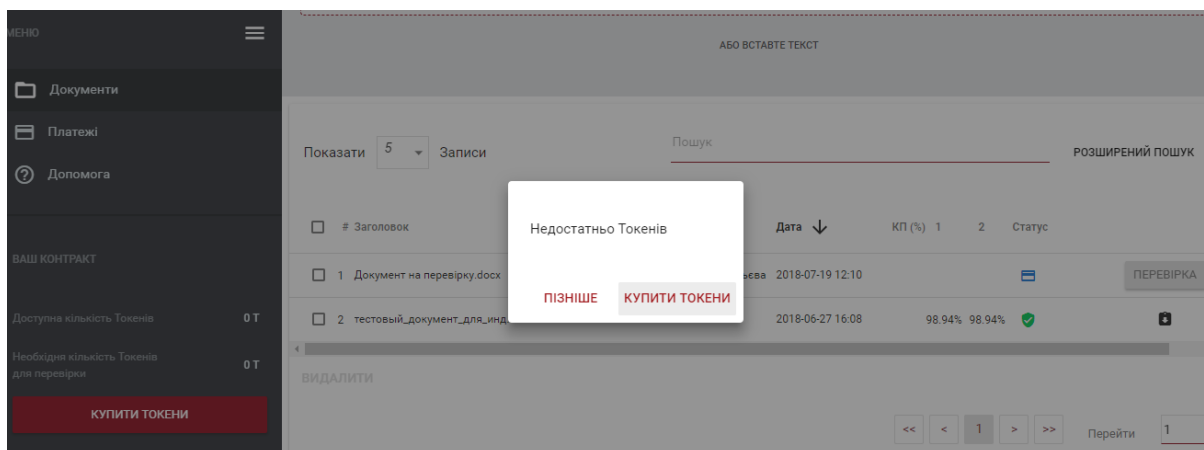 МЕНЮ
АБО ВСТАВТЕ ТЕКСТ
Документи
Платежі
Допомога
Показати 5 Записи
Пошук
РОЗШИРЕНИЙ ПОШУК
# Заголовок
Дата
КП (%) 1 2 Статус
ВАШ КОНТРАКТ
1 Документ на перевірку.docx 2018-07-19 12:10 ПЕРЕВІРКА
Доступна кількість Токенів 0 T
2 тестовый_документ_для_инд 2018-06-27 16:08 98.94% 98.94%
Необхідня кількість Токенів
для перевірки 0 T
КУПИТИ ТОКЕНИ
Недостатньо Токенів
ПІЗНІШЕ КУПИТИ ТОКЕНИ
ВИДАЛИТИ
<< < 1 > >> Перейти 1